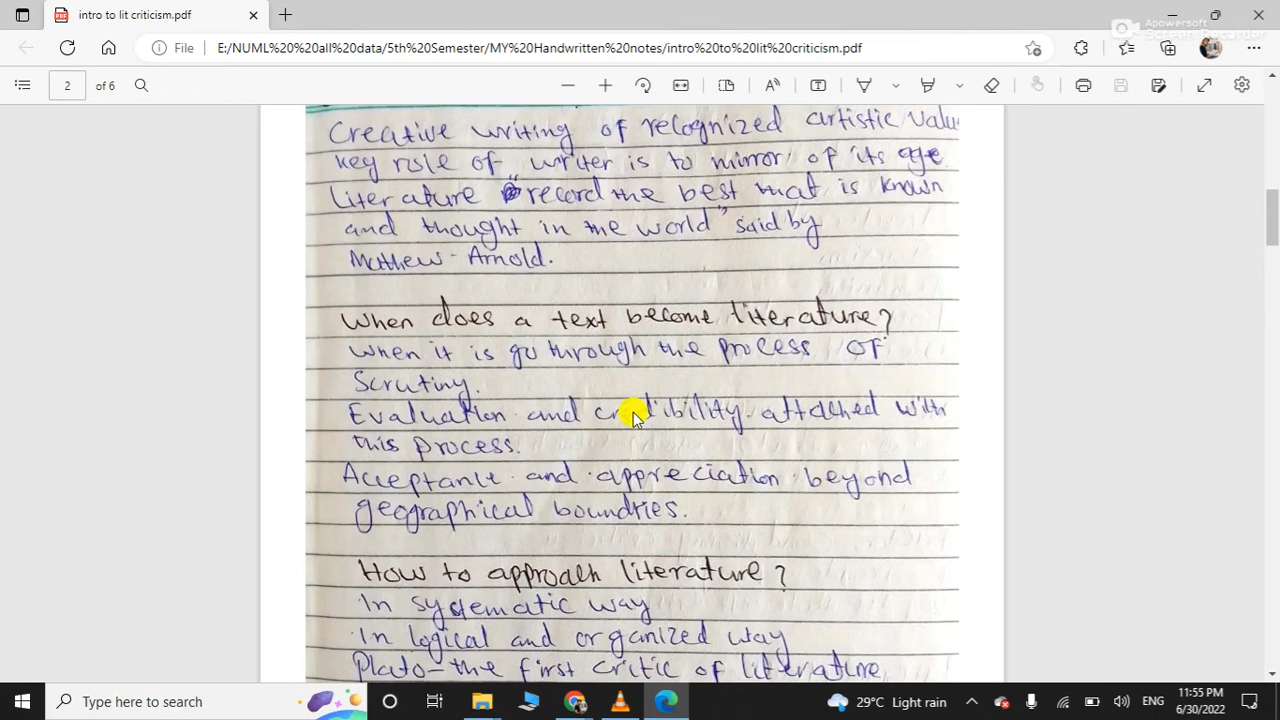 intro to lit criticism.pdf
File E:/NUML%20%20all%20data/5th%20Semester/MY%20Handwritten%20notes/intro%20to%20lit%20criticism.pdf
Apowersoft
Screen Recorder
2 of 6
Creative writing of recognized artistic Valu
key role of writer is to mirror of its age
literature "record the best that is known
and thought in the world" said by
Matthew - Arnold.
When does a text become literature?
when it is go through the process OF
Scrutiny.
Evaluation and credibility attached with
this process.
Acceptance and appreciation beyond
geographical boundries.
How to approach literature?
In systematic way
In logical and organized way
Plato - the first critic of literature
Type here to search
29°C Light rain
ENG
11:55 PM
6/30/2022